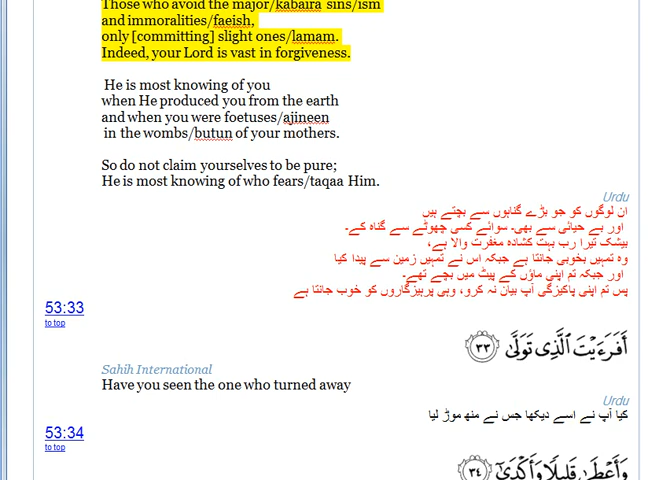 Those who avoid the major/kabaira sins/ism
and immoralities/faeish,
only [committing] slight ones/lamam.
Indeed, your Lord is vast in forgiveness.
He is most knowing of you
when He produced you from the earth
and when you were foetuses/ajineen
in the wombs/butun of your mothers.
So do not claim yourselves to be pure;
He is most knowing of who fears/taqaa Him.
Urdu
ان لوگوں کو جو بڑے گناہوں سے بچتے ہیں
اور بے حیائی سے بھی۔ سوائے کسی چھوٹے سے گناہ کے۔
بیشک تیرا رب بہت کشادہ مغفرت والا ہے،
وہ تمہیں بخوبی جانتا ہے جبکہ اس نے تمہیں زمین سے پیدا کیا
اور جبکہ تم اپنی ماؤں کے پیٹ میں بچے تھے۔
پس تم اپنی پاکیزگی آپ بیان نہ کرو، وہی پرہیزگاروں کو خوب جانتا ہے
53:33
to top
أَفَرَءَيْتَ ٱلَّذِى تَوَلَّىٰ ٣٣
Sahih International
Have you seen the one who turned away
Urdu
کیا آپ نے اسے دیکھا جس نے منھ موڑ لیا
53:34
to top
وَأَعْطَىٰ قَلِيلًا وَأَكْدَىٰٓ ٣٤